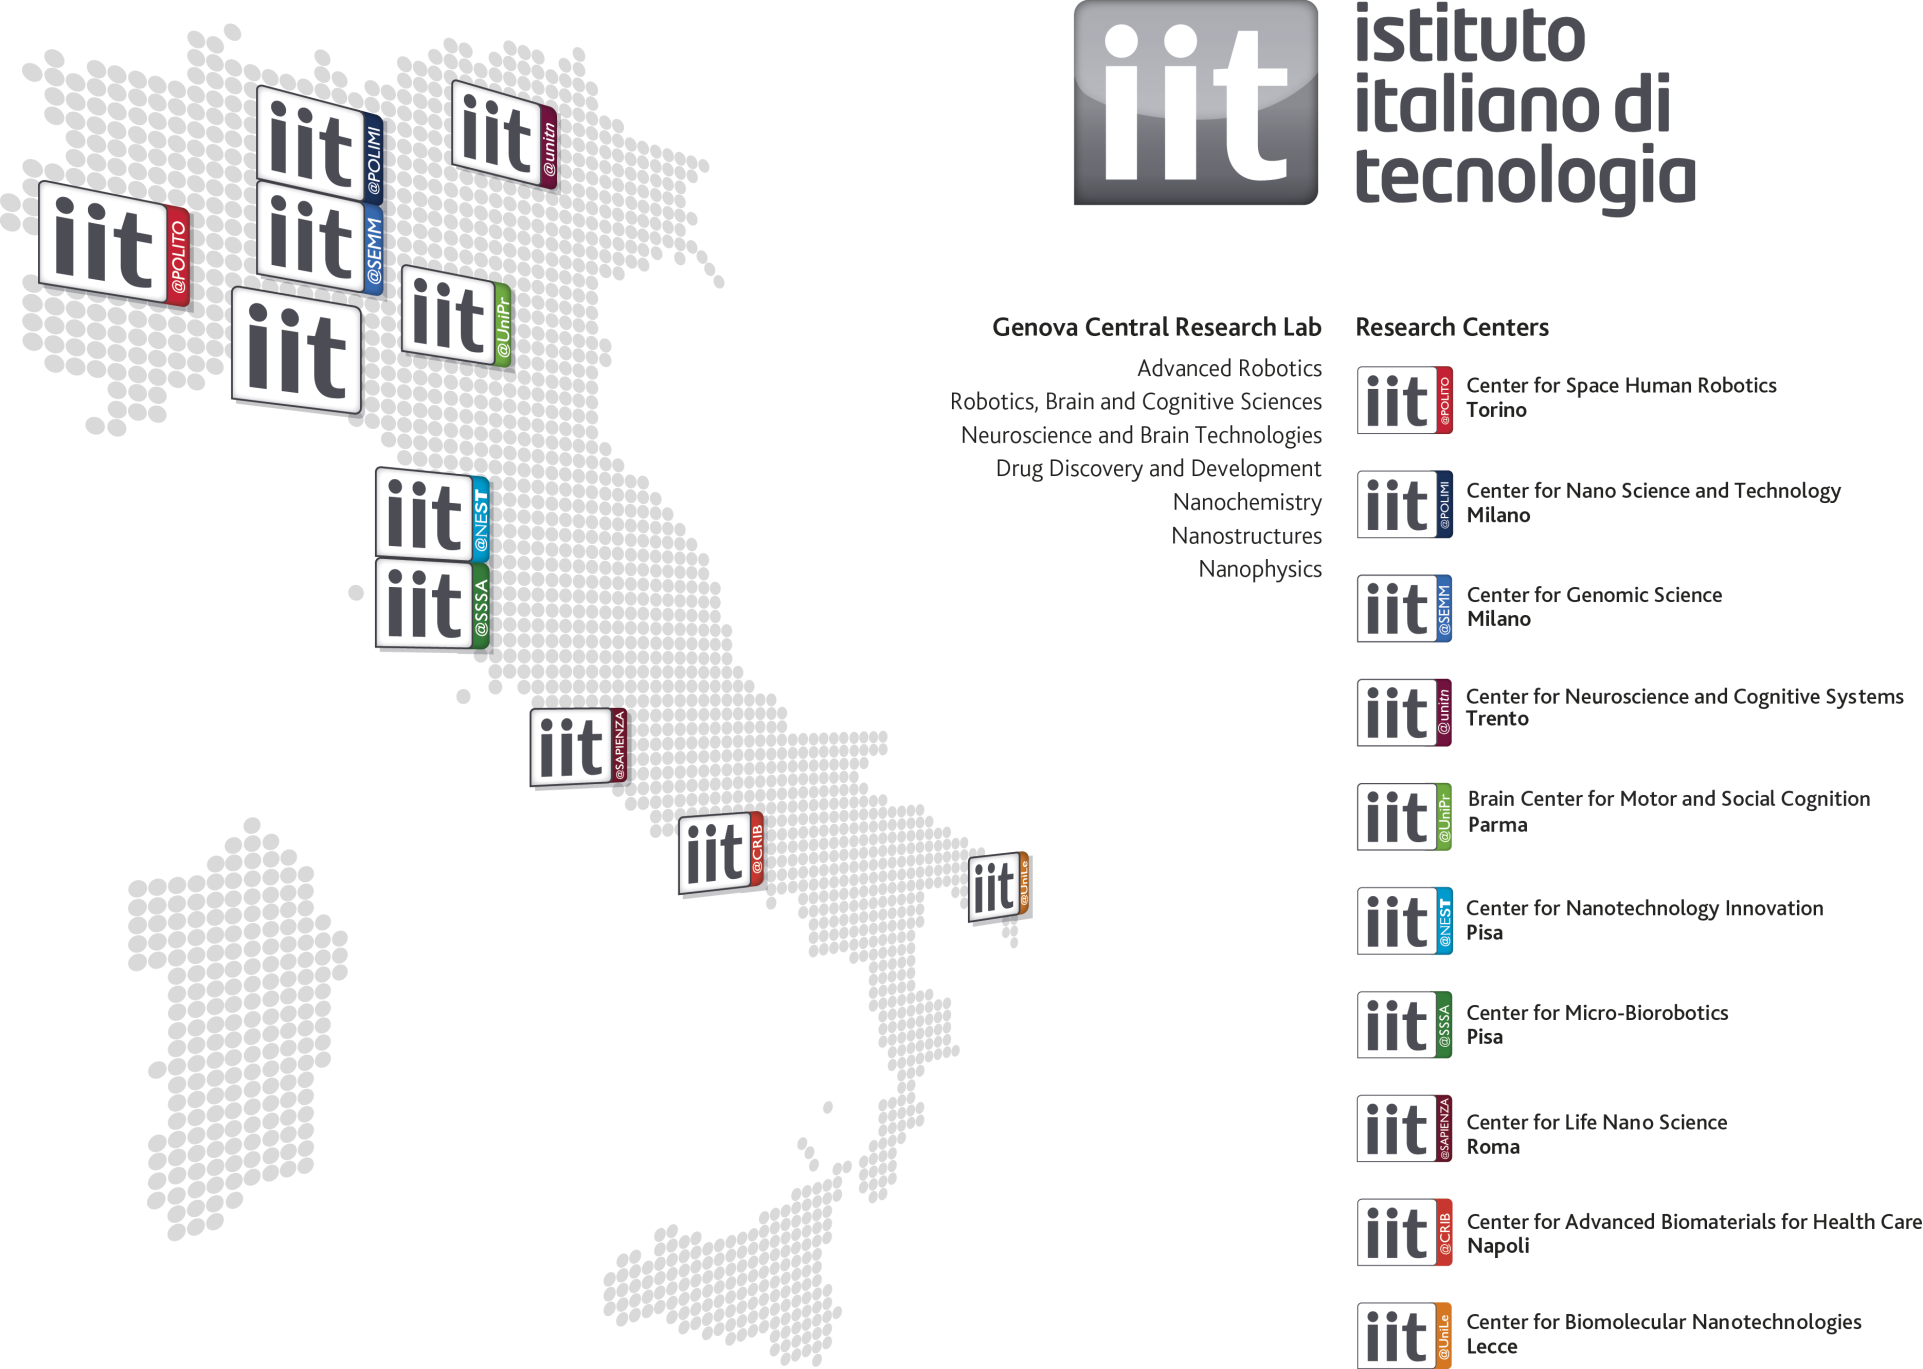 iit
istituto
italiano di
tecnologia
iit @POLIMI
iit @unitn
iit @POLITO
iit @SEMM
iit @UniPr
iit
iit @NEST
iit @SSSA
iit @SAPIENZA
iit @CRIB
iit @UniLe
Genova Central Research Lab
Advanced Robotics
Robotics, Brain and Cognitive Sciences
Neuroscience and Brain Technologies
Drug Discovery and Development
Nanochemistry
Nanostructures
Nanophysics
Research Centers
iit @POLITO
Center for Space Human Robotics
Torino
iit @POLIMI
Center for Nano Science and Technology
Milano
iit @SEMM
Center for Genomic Science
Milano
iit @unitn
Center for Neuroscience and Cognitive Systems
Trento
iit @UniPr
Brain Center for Motor and Social Cognition
Parma
iit @NEST
Center for Nanotechnology Innovation
Pisa
iit @SSSA
Center for Micro-Biorobotics
Pisa
iit @SAPIENZA
Center for Life Nano Science
Roma
iit @CRIB
Center for Advanced Biomaterials for Health Care
Napoli
iit @UniLe
Center for Biomolecular Nanotechnologies
Lecce